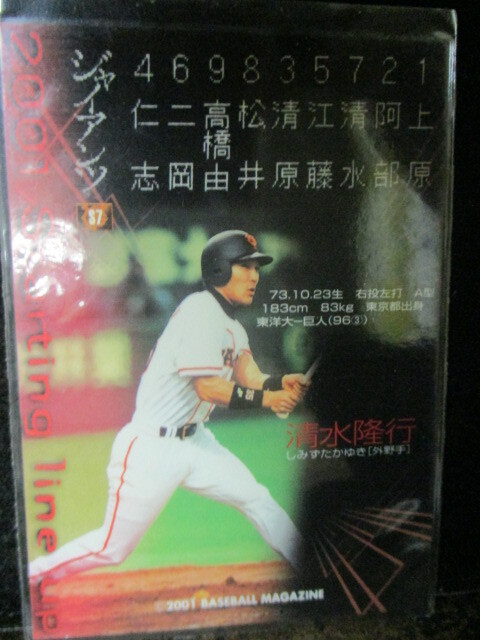 2001 Starting line up
ジャイアンツ
4 6 9 8 3 5 7 2 1
仁志 二岡 高橋由 松井 清原 江藤 清水 阿部 上原
S7
73.10.23生 右投左打 A型
183cm 83kg 東京都出身
東洋大―巨人(96③)
清水隆行
しみずたかゆき[外野手]
©2001 BASEBALL MAGAZINE